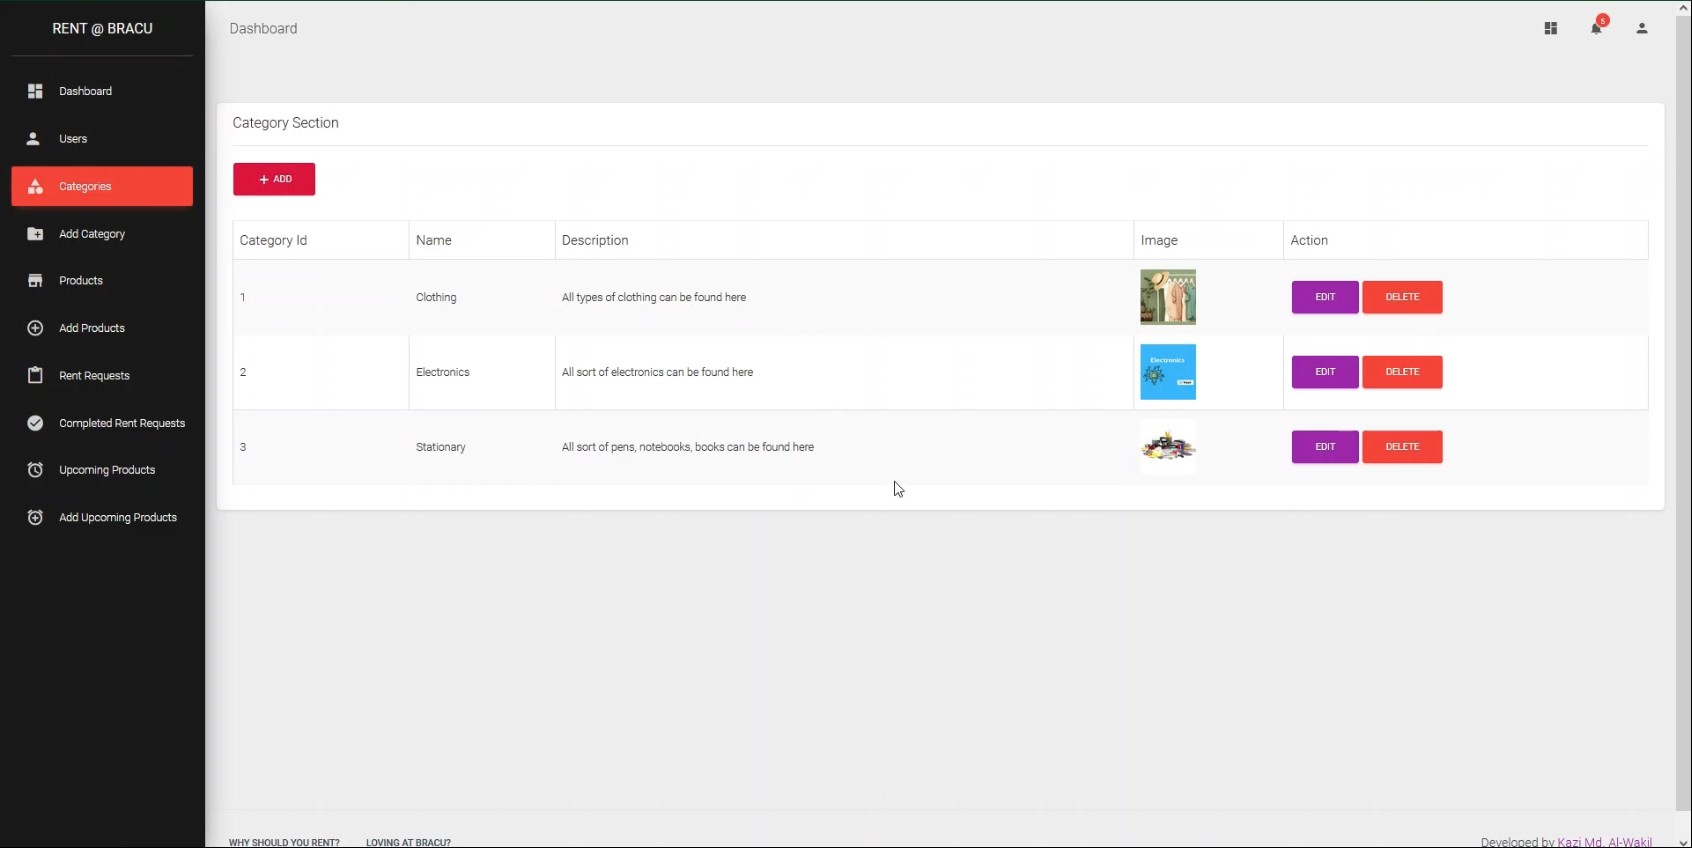 RENT @ BRACU
Dashboard
Users
Categories
Add Category
Products
Add Products
Rent Requests
Completed Rent Requests
Upcoming Products
Add Upcoming Products
Dashboard
5
Category Section
+ ADD
Category Id Name Description Image Action
1 Clothing All types of clothing can be found here EDIT DELETE
2 Electronics All sort of electronics can be found here Electronics EDIT DELETE
3 Stationary All sort of pens, notebooks, books can be found here EDIT DELETE
WHY SHOULD YOU RENT? LOVING AT BRACU? Developed by Kazi Md. Al-Wakil